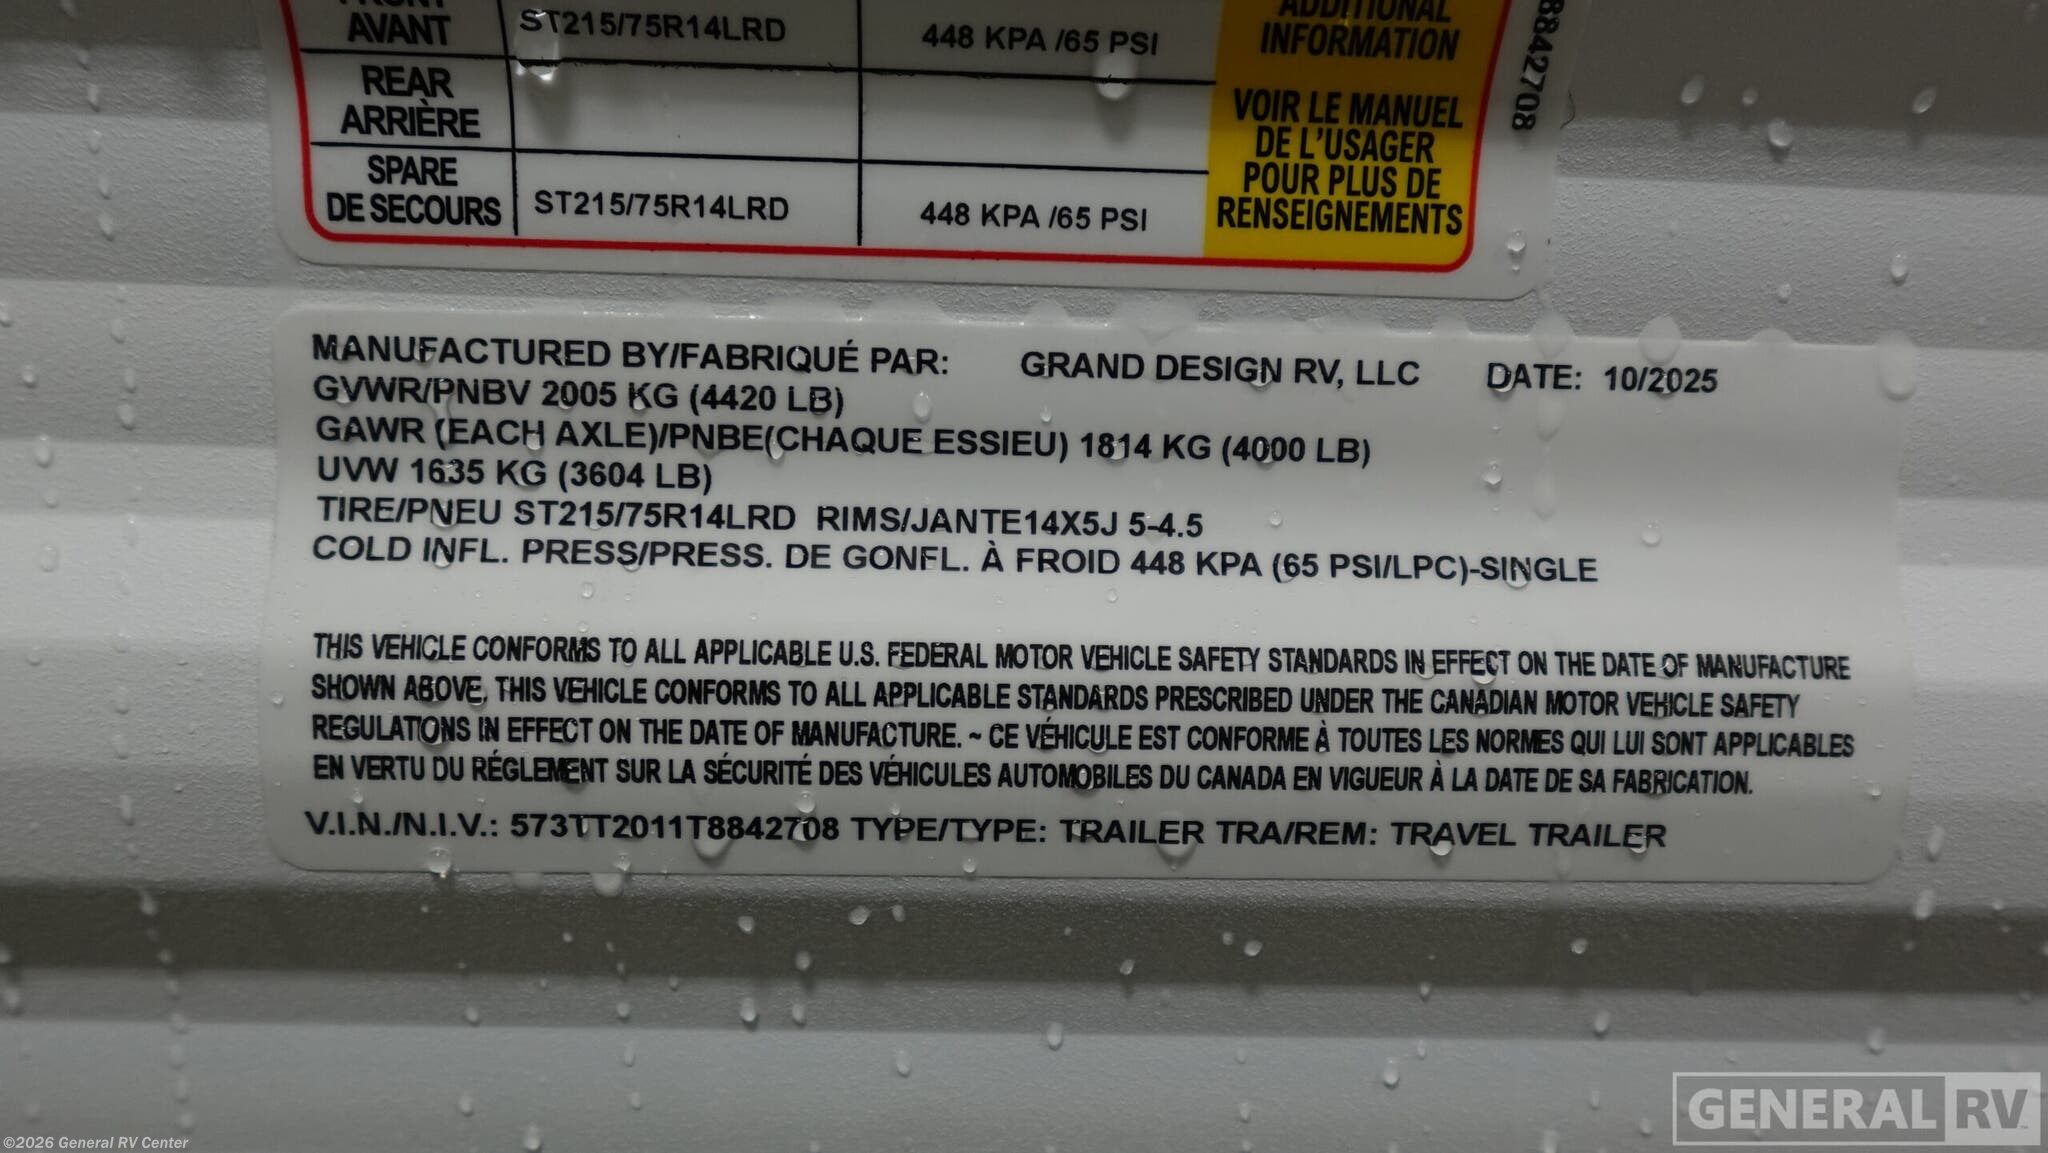 FRONT
AVANT
ST215/75R14LRD
448 KPA /65 PSI
ADDITIONAL
INFORMATION
REAR
ARRIÈRE
VOIR LE MANUEL
DE L'USAGER
POUR PLUS DE
RENSEIGNEMENTS
SPARE
DE SECOURS
ST215/75R14LRD
448 KPA /65 PSI
8842708
MANUFACTURED BY/FABRIQUÉ PAR: GRAND DESIGN RV, LLC DATE: 10/2025
GVWR/PNBV 2005 KG (4420 LB)
GAWR (EACH AXLE)/PNBE(CHAQUE ESSIEU) 1814 KG (4000 LB)
UVW 1635 KG (3604 LB)
TIRE/PNEU ST215/75R14LRD RIMS/JANTE14X5J 5-4.5
COLD INFL. PRESS/PRESS. DE GONFL. À FROID 448 KPA (65 PSI/LPC)-SINGLE
THIS VEHICLE CONFORMS TO ALL APPLICABLE U.S. FEDERAL MOTOR VEHICLE SAFETY STANDARDS IN EFFECT ON THE DATE OF MANUFACTURE
SHOWN ABOVE. THIS VEHICLE CONFORMS TO ALL APPLICABLE STANDARDS PRESCRIBED UNDER THE CANADIAN MOTOR VEHICLE SAFETY
REGULATIONS IN EFFECT ON THE DATE OF MANUFACTURE. ~ CE VÉHICULE EST CONFORME À TOUTES LES NORMES QUI LUI SONT APPLICABLES
EN VERTU DU RÉGLEMENT SUR LA SÉCURITÉ DES VÉHICULES AUTOMOBILES DU CANADA EN VIGUEUR À LA DATE DE SA FABRICATION.
V.I.N./N.I.V.: 573TT2011T8842708 TYPE/TYPE: TRAILER TRA/REM: TRAVEL TRAILER
GENERAL RV
©2026 General RV Center